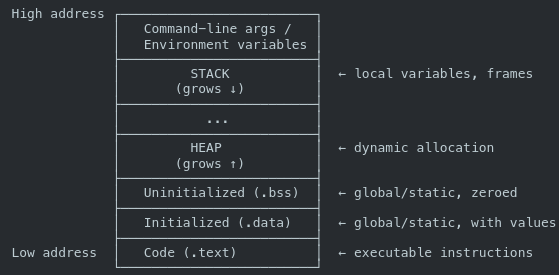 High address
Command-line args /
Environment variables
STACK ← local variables, frames
(grows ↓)
...
HEAP ← dynamic allocation
(grows ↑)
Uninitialized (.bss) ← global/static, zeroed
Initialized (.data) ← global/static, with values
Low address Code (.text) ← executable instructions